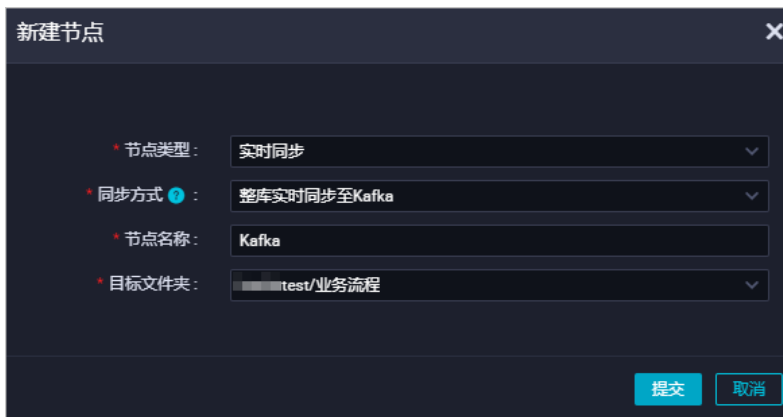 新建节点
* 节点类型： 实时同步
* 同步方式 ? ： 整库实时同步至Kafka
* 节点名称： Kafka
* 目标文件夹： test/业务流程
提交 取消